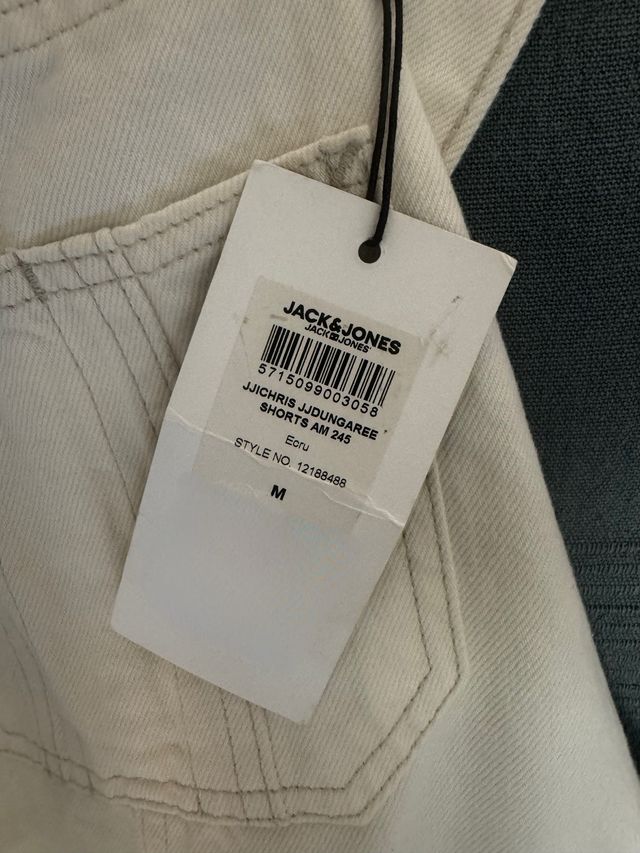 JACK&JONES
JACK&JONES
5715099003058
JJICHRIS JJDUNGAREE
SHORTS AM 245
Ecru
STYLE NO. 12188488
M